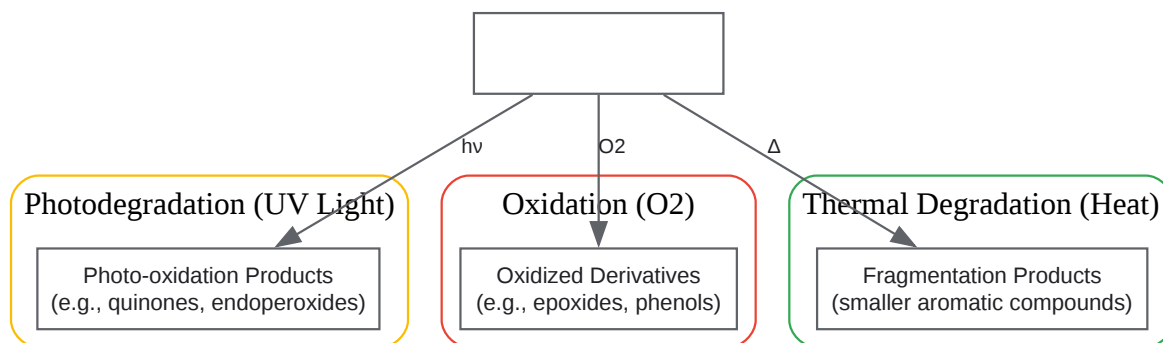 hν
O2
Δ
Photodegradation (UV Light)
Oxidation (O2)
Thermal Degradation (Heat)
Photo-oxidation Products
(e.g., quinones, endoperoxides)
Oxidized Derivatives
(e.g., epoxides, phenols)
Fragmentation Products
(smaller aromatic compounds)